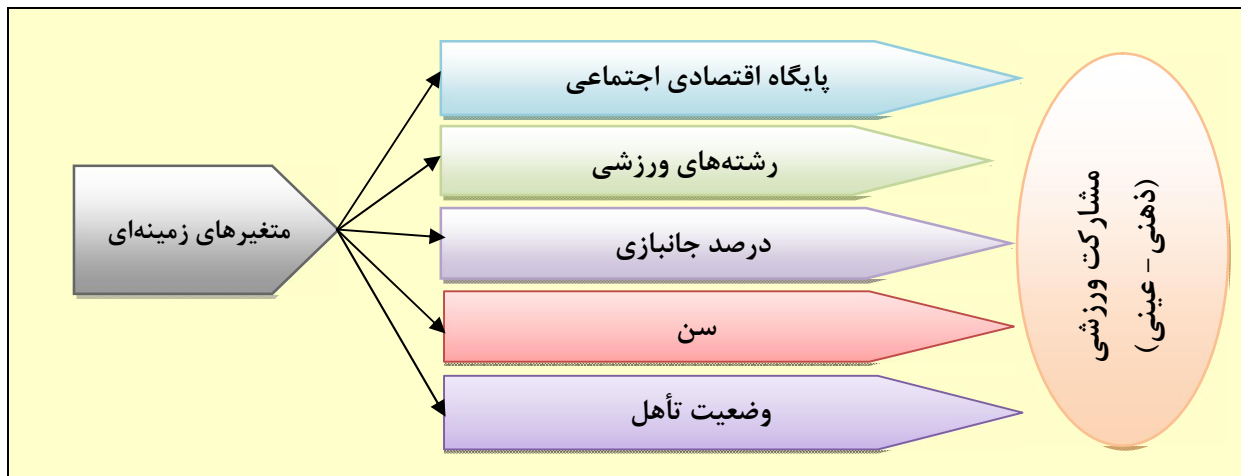 پایگاه اقتصادی اجتماعی
رشته‌های ورزشی
متغیرهای زمینه‌ای
درصد جانبازی
سن
وضعیت تأهل
مشارکت ورزشی
(ذهنی - عینی)